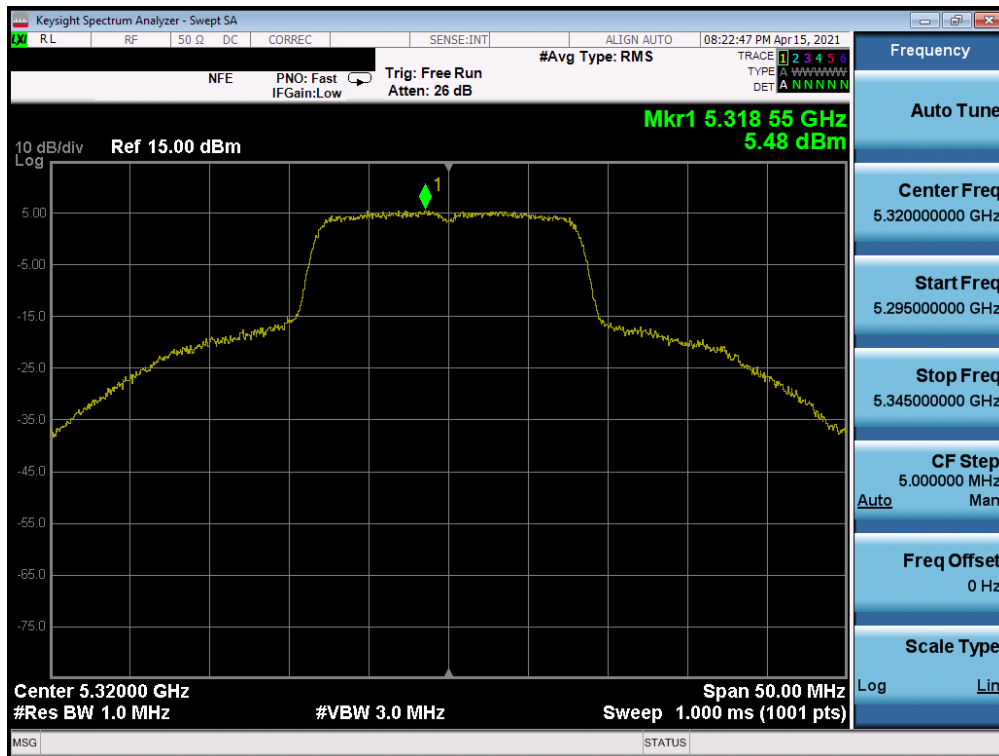 Keysight Spectrum Analyzer - Swept SA
LXI RL RF 50 Ω DC CORREC SENSE:INT ALIGN AUTO 08:22:47 PM Apr 15, 2021
NFE PNO: Fast IFGain:Low
Trig: Free Run
Atten: 26 dB
#Avg Type: RMS
TRACE 1 2 3 4 5 6
TYPE A WWWWW
DET A N N N N N
Mkr1 5.318 55 GHz
5.48 dBm
10 dB/div Ref 15.00 dBm
Log
1
5.00
-5.00
-15.0
-25.0
-35.0
-45.0
-55.0
-65.0
-75.0
Center 5.32000 GHz Span 50.00 MHz
#Res BW 1.0 MHz #VBW 3.0 MHz Sweep 1.000 ms (1001 pts)
MSG STATUS
Frequency
Auto Tune
Center Freq
5.320000000 GHz
Start Freq
5.295000000 GHz
Stop Freq
5.345000000 GHz
CF Step
5.000000 MHz
Auto Man
Freq Offset
0 Hz
Scale Type
Log Lin